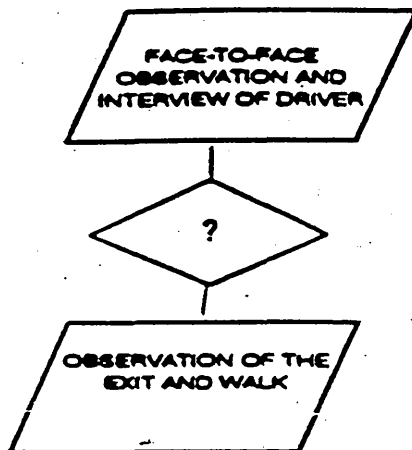 FACE-TO-FACE
OBSERVATION AND
INTERVIEW OF DRIVER
?
OBSERVATION OF THE
EXIT AND WALK